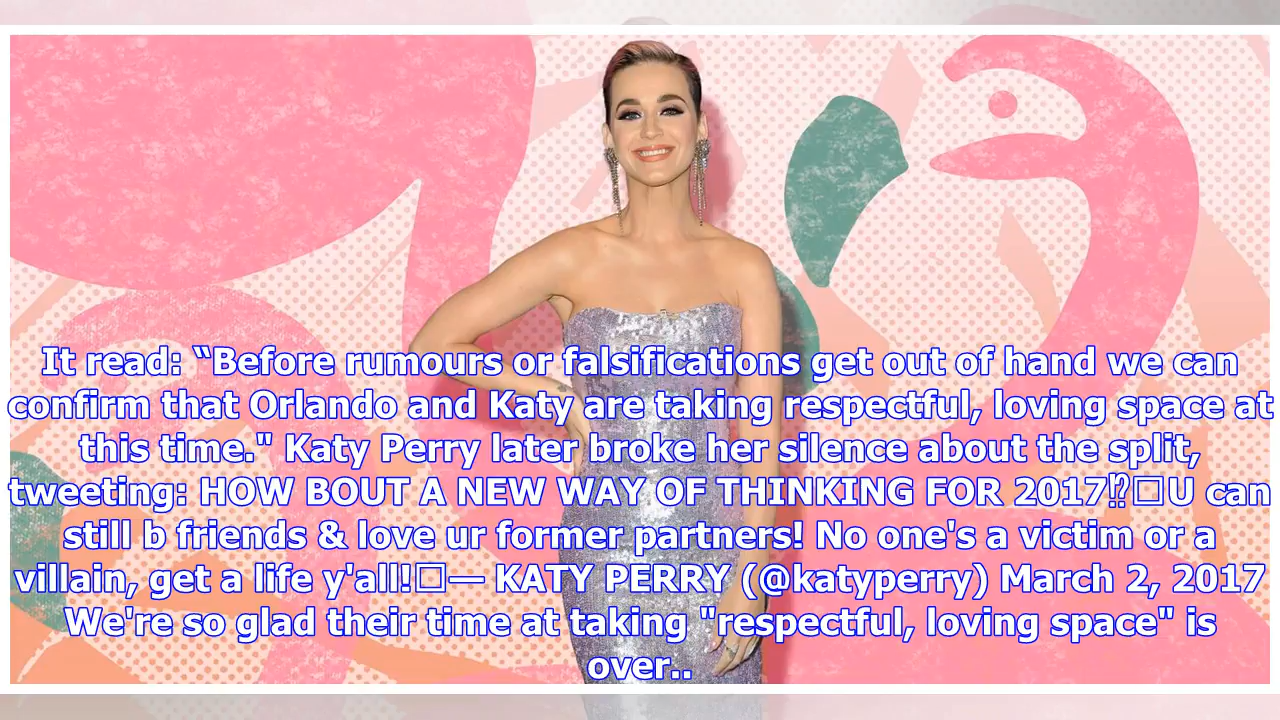 It read: “Before rumours or falsifications get out of hand we can
confirm that Orlando and Katy are taking respectful, loving space at
this time." Katy Perry later broke her silence about the split,
tweeting: HOW BOUT A NEW WAY OF THINKING FOR 2017⁉□U can
still b friends & love ur former partners! No one's a victim or a
villain, get a life y'all!□— KATY PERRY (@katyperry) March 2, 2017
We're so glad their time at taking "respectful, loving space" is
over..